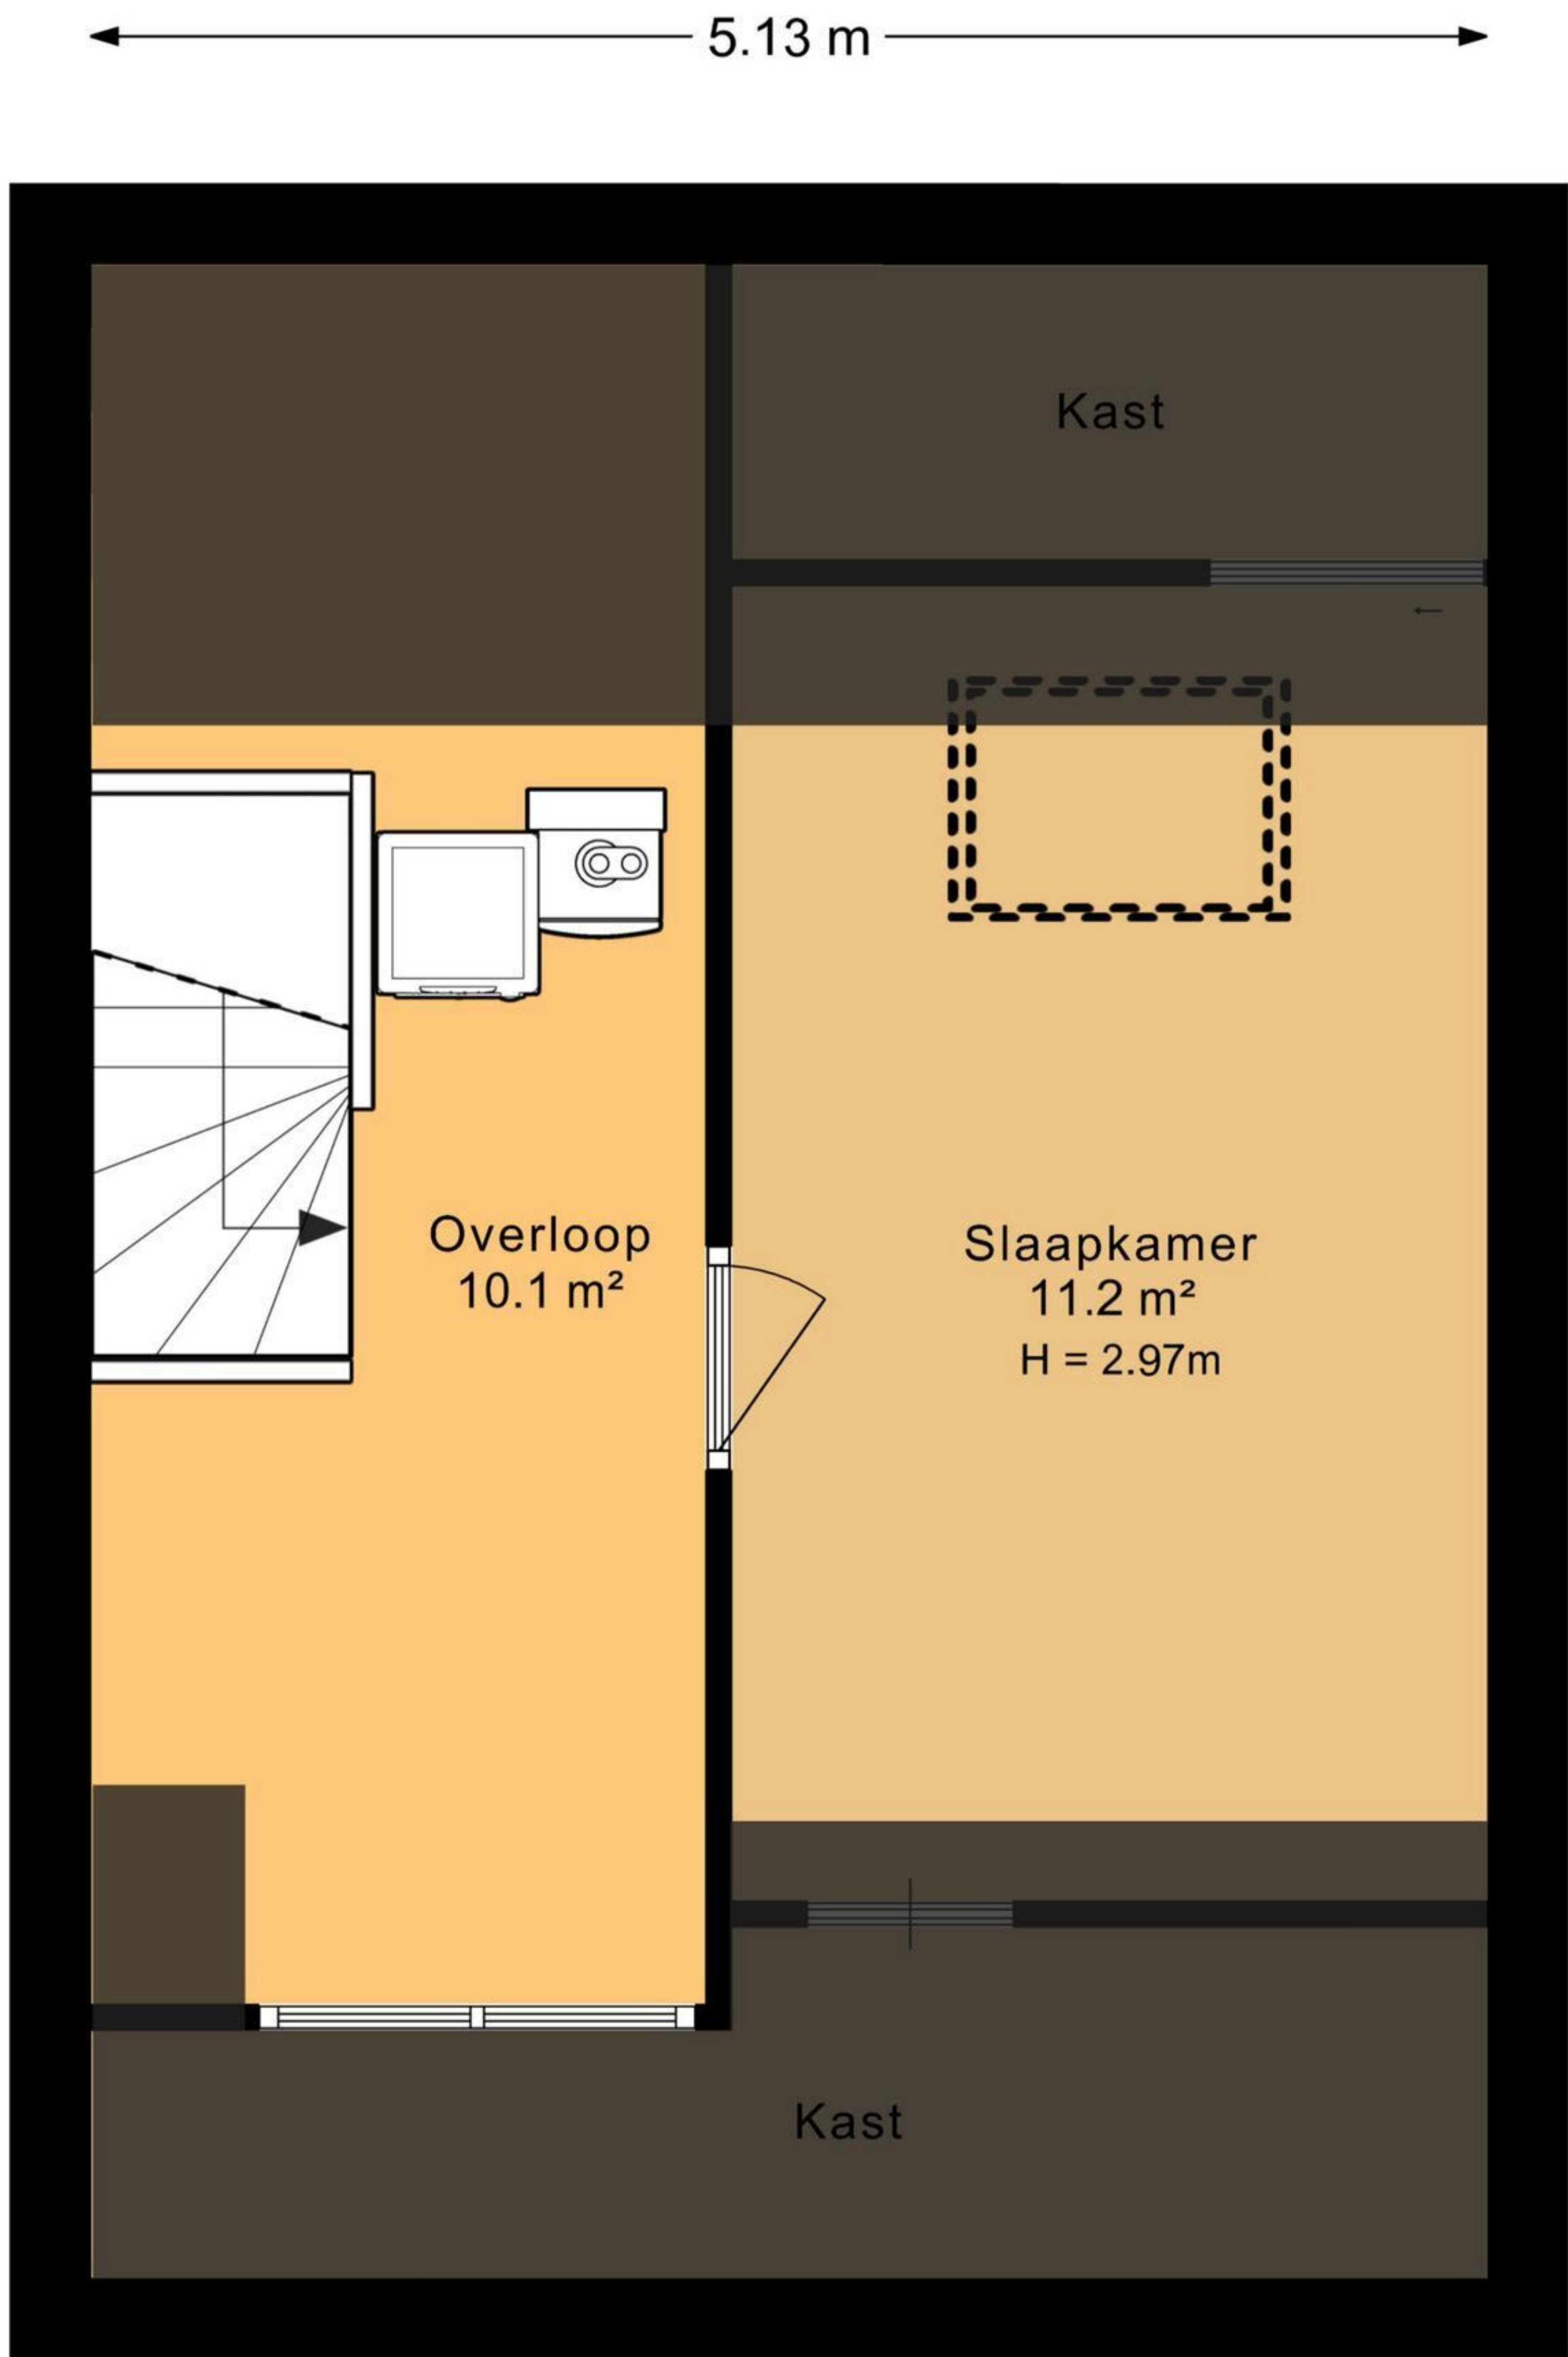 5.13 m
Kast
Overloop
10.1 m²
Slaapkamer
11.2 m²
H = 2.97m
Kast